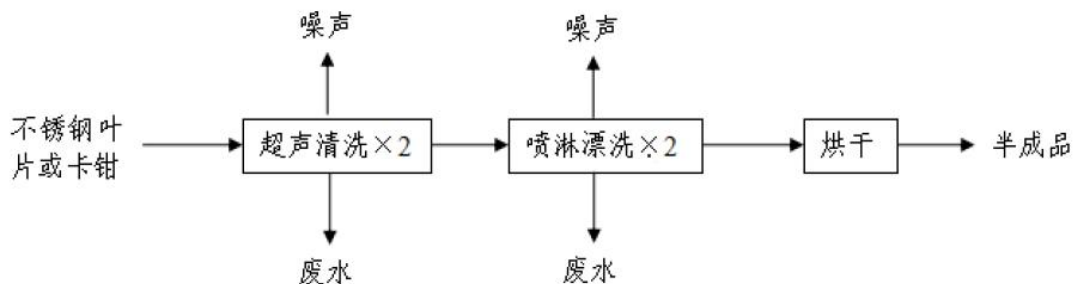 噪声
噪声
不锈钢叶
片或卡钳
超声清洗×2
喷淋漂洗×2
烘干
半成品
废水
废水